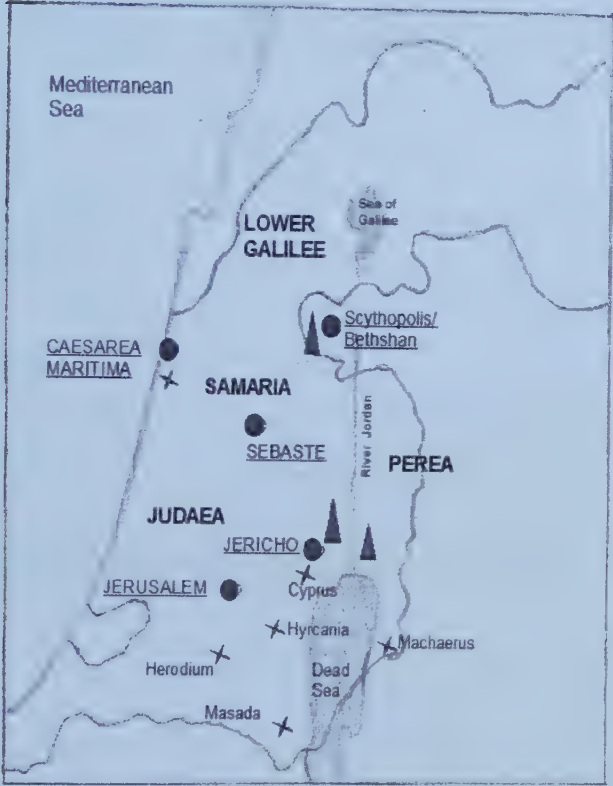 Mediterranean
Sea
Sea of
Galilee
LOWER
GALILEE
Scythopolis/
Bethshan
CAESAREA
MARITIMA
SAMARIA
SEBASTE
River Jordan
PEREA
JUDAEA
JERICHO
JERUSALEM
Cyprus
Hyrcania
Machaerus
Herodium
Dead
Sea
Masada